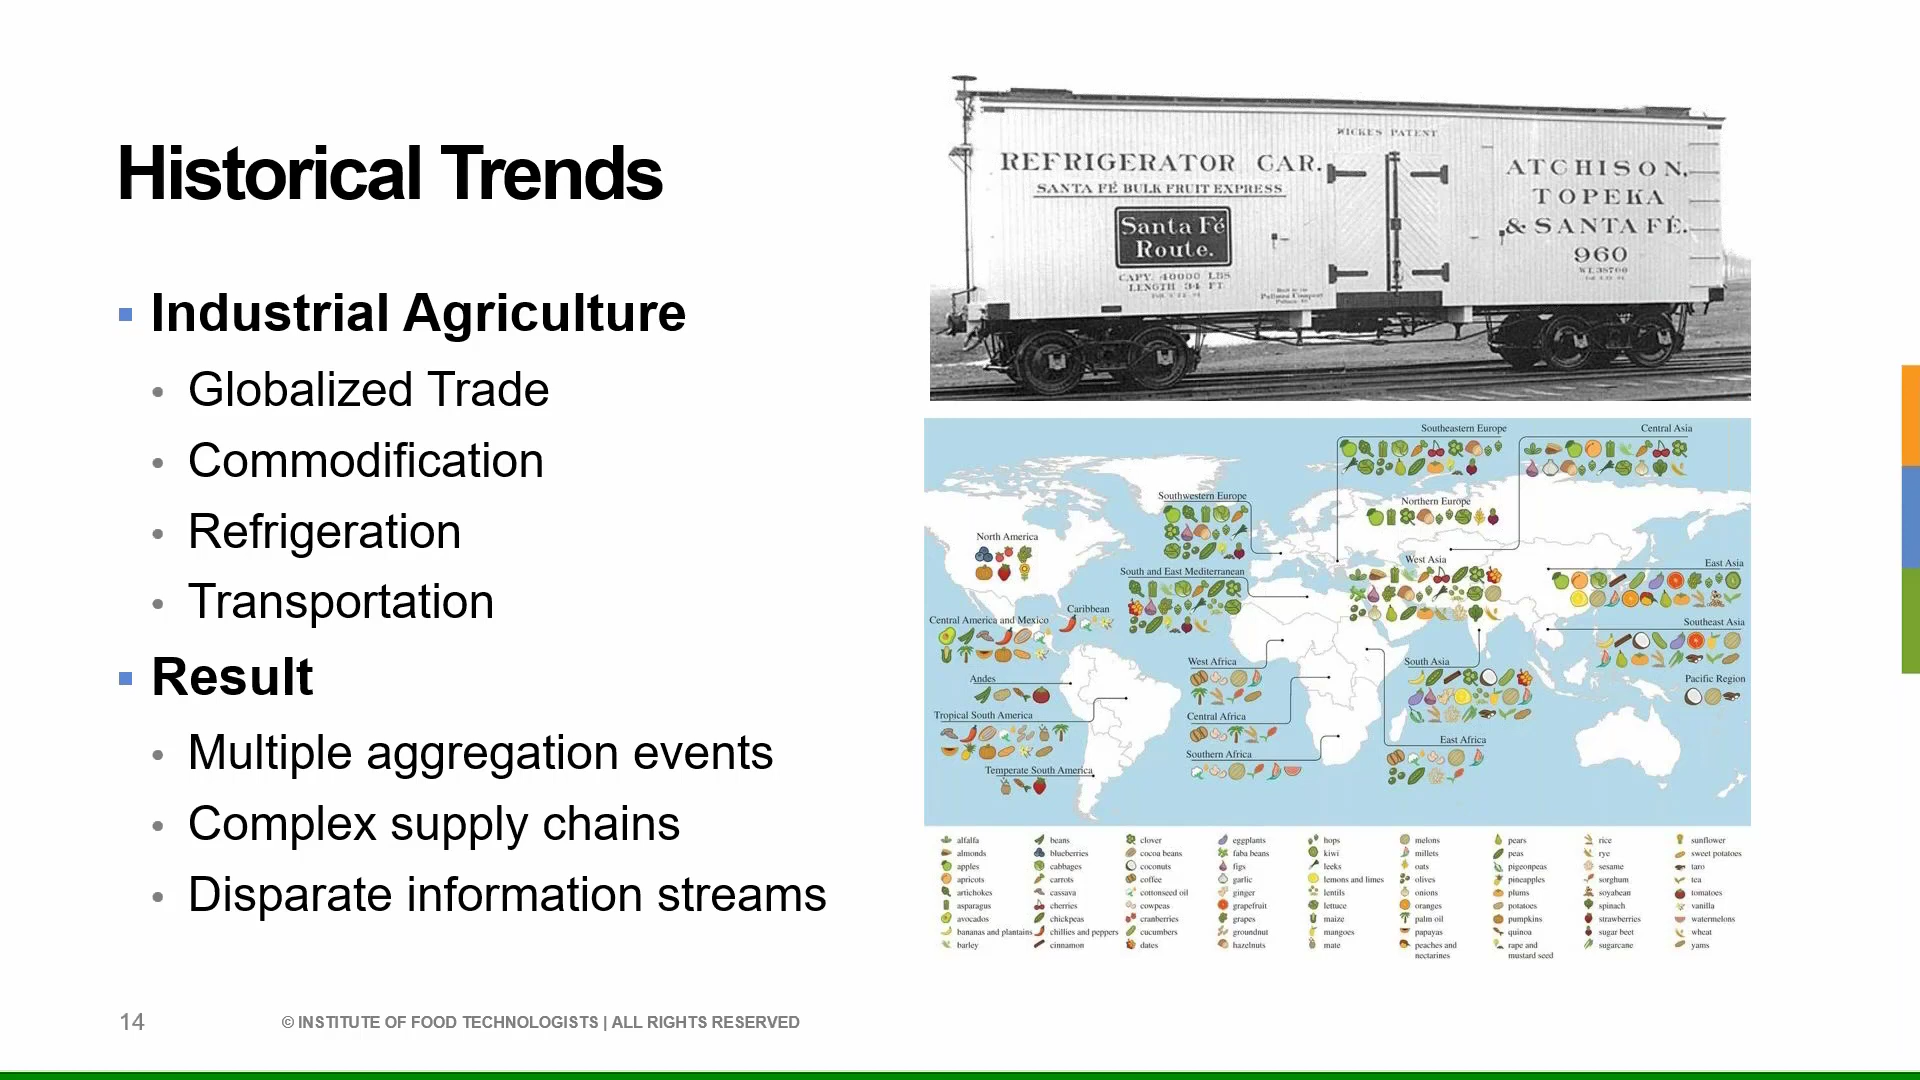 Historical Trends
Industrial Agriculture
Globalized Trade
Commodification
Refrigeration
Transportation
Result
Multiple aggregation events
Complex supply chains
Disparate information streams
14
© INSTITUTE OF FOOD TECHNOLOGISTS | ALL RIGHTS RESERVED
WICKES PATENT
REFRIGERATOR CAR.
SANTA FÉ BULK FRUIT EXPRESS
Santa Fé
Route.
CAPY. 40000 LBS
LENGTH 34 FT.
ATCHISON,
TOPEKA
& SANTA FÉ.
960
Southeastern Europe
Central Asia
Southwestern Europe
Northern Europe
North America
West Asia
East Asia
South and East Mediterranean
Caribbean
Central America and Mexico
Southeast Asia
West Africa
South Asia
Andes
Pacific Region
Tropical South America
Central Africa
East Africa
Southern Africa
Temperate South America
alfalfa
almonds
apples
apricots
artichokes
asparagus
avocados
bananas and plantains
barley
beans
blueberries
cabbages
carrots
cassava
cherries
chickpeas
chillies and peppers
cinnamon
clover
cocoa beans
coconuts
coffee
cottonseed oil
cowpeas
cranberries
cucumbers
dates
eggplants
faba beans
figs
garlic
ginger
grapefruit
grapes
groundnut
hazelnuts
hops
kiwi
leeks
lemons and limes
lentils
lettuce
maize
mangoes
mate
melons
millets
oats
olives
onions
oranges
palm oil
papayas
peaches and
nectarines
pears
peas
pigeonpeas
pineapples
plums
potatoes
pumpkins
quinoa
rape and
mustard seed
rice
rye
sesame
sorghum
soyabean
spinach
strawberries
sugar beet
sugarcane
sunflower
sweet potatoes
taro
tea
tomatoes
vanilla
watermelons
wheat
yams